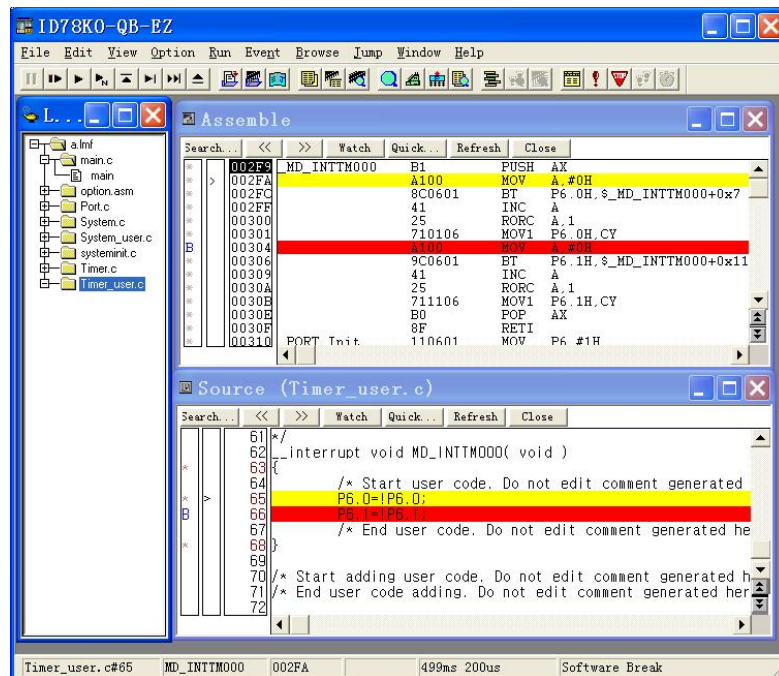 ID78K0-QB-EZ
File Edit View Option Run Event Browse Jump Window Help
L...
a.lmf
main.c
main
option.asm
Port.c
System.c
System_user.c
systeminit.c
Timer.c
Timer_user.c
Assemble
Search... << >> Watch Quick... Refresh Close
* 002F9 _MD_INTTM000 B1 PUSH AX
* > 002FA A100 MOV A,#0H
* 002FC 8C0601 BT P6.0H,$_MD_INTTM000+0x7
* 002FF 41 INC A
* 00300 25 RORC A,1
* 00301 710106 MOV1 P6.0H,CY
B 00304 A100 MOV A,#0H
* 00306 9C0601 BT P6.1H,$_MD_INTTM000+0x11
* 00309 41 INC A
* 0030A 25 RORC A,1
* 0030B 711106 MOV1 P6.1H,CY
* 0030E B0 POP AX
* 0030F 8F RETI
* 00310 PORT_Init 110601 MOV P6,#1H
Source (Timer_user.c)
Search... << >> Watch Quick... Refresh Close
61 */
62 __interrupt void MD_INTTM000( void )
* 63 {
64 /* Start user code. Do not edit comment generated
* > 65 P6.0=!P6.0;
B 66 P6.1=!P6.1;
67 /* End user code. Do not edit comment generated he
* 68 }
69
70 /* Start adding user code. Do not edit comment generated h
71 /* End user code adding. Do not edit comment generated her
72
Timer_user.c#65 MD_INTTM000 002FA 499ms 200us Software Break